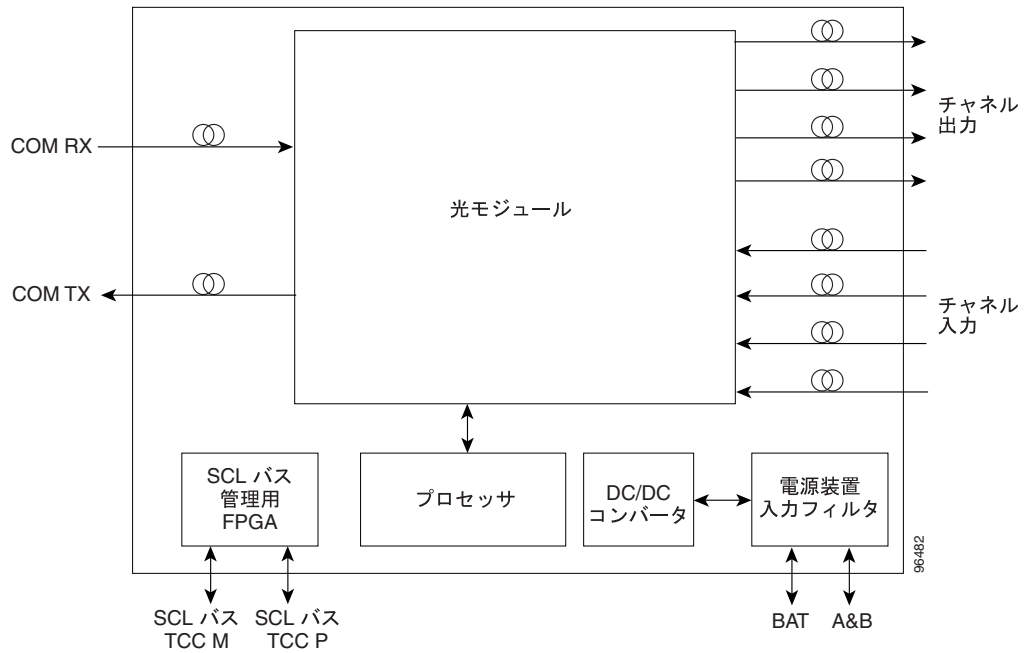 チャネル
出力
COM RX
光モジュール
COM TX
チャネル
入力
SCL バス
管理用
FPGA
プロセッサ
DC/DC
コンバータ
電源装置
入力フィルタ
96482
SCL バス
TCC M
SCL バス
TCC P
BAT
A&B